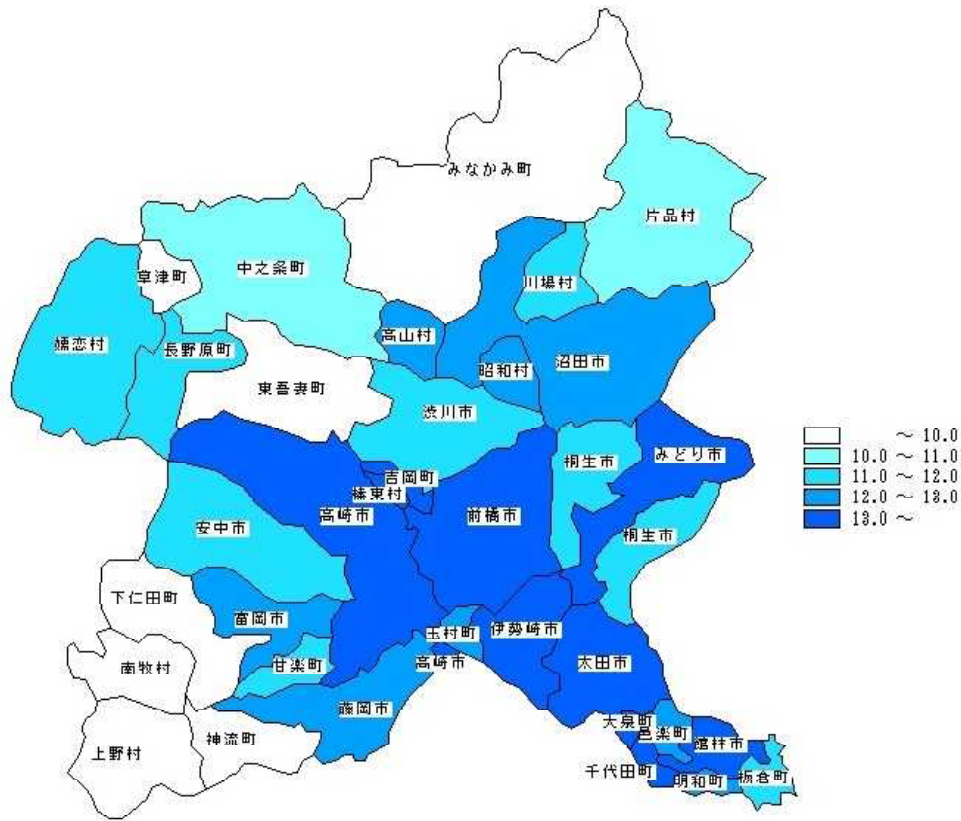 みなかみ町
片品村
中之条町
草津町
川場村
高山村
嬬恋村
長野原町
昭和村
沼田市
東吾妻町
渋川市
～ 10.0
10.0 ～ 11.0
11.0 ～ 12.0
12.0 ～ 13.0
13.0 ～
桐生市
みどり市
吉岡町
榛東村
高崎市
前橋市
安中市
桐生市
下仁田町
富岡市
玉村町
伊勢崎市
甘楽町
高崎市
太田市
南牧村
藤岡市
大泉町
邑楽町
館林市
神流町
上野村
千代田町
明和町
板倉町